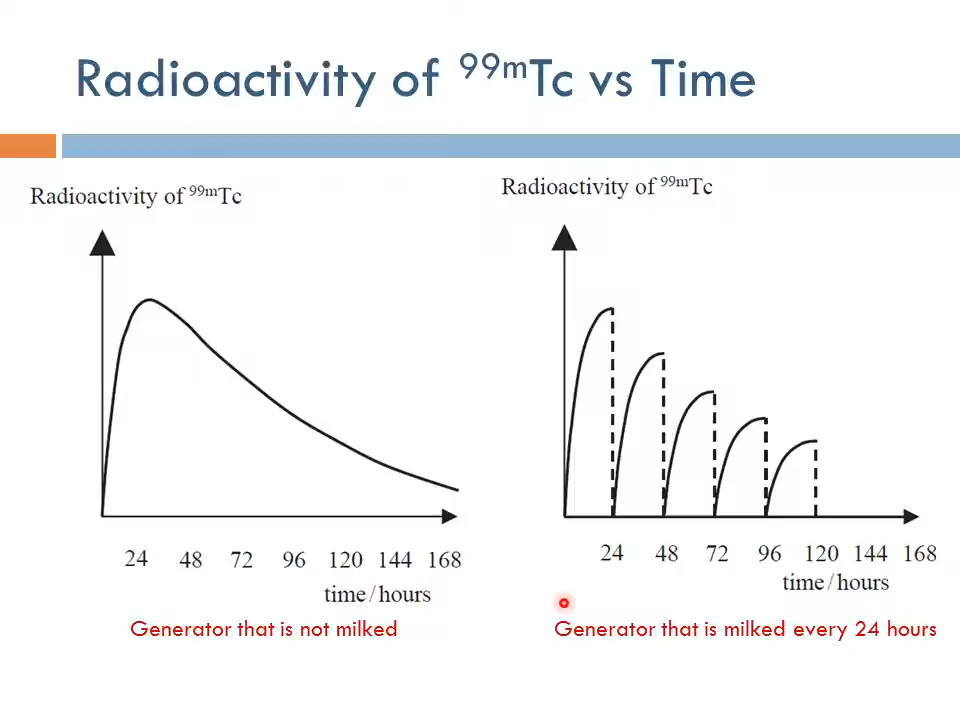 Radioactivity of ⁹⁹ᵐTc vs Time
Radioactivity of ⁹⁹ᵐTc
24 48 72 96 120 144 168
time/hours
Generator that is not milked
Radioactivity of ⁹⁹ᵐTc
24 48 72 96 120 144 168
time/hours
Generator that is milked every 24 hours